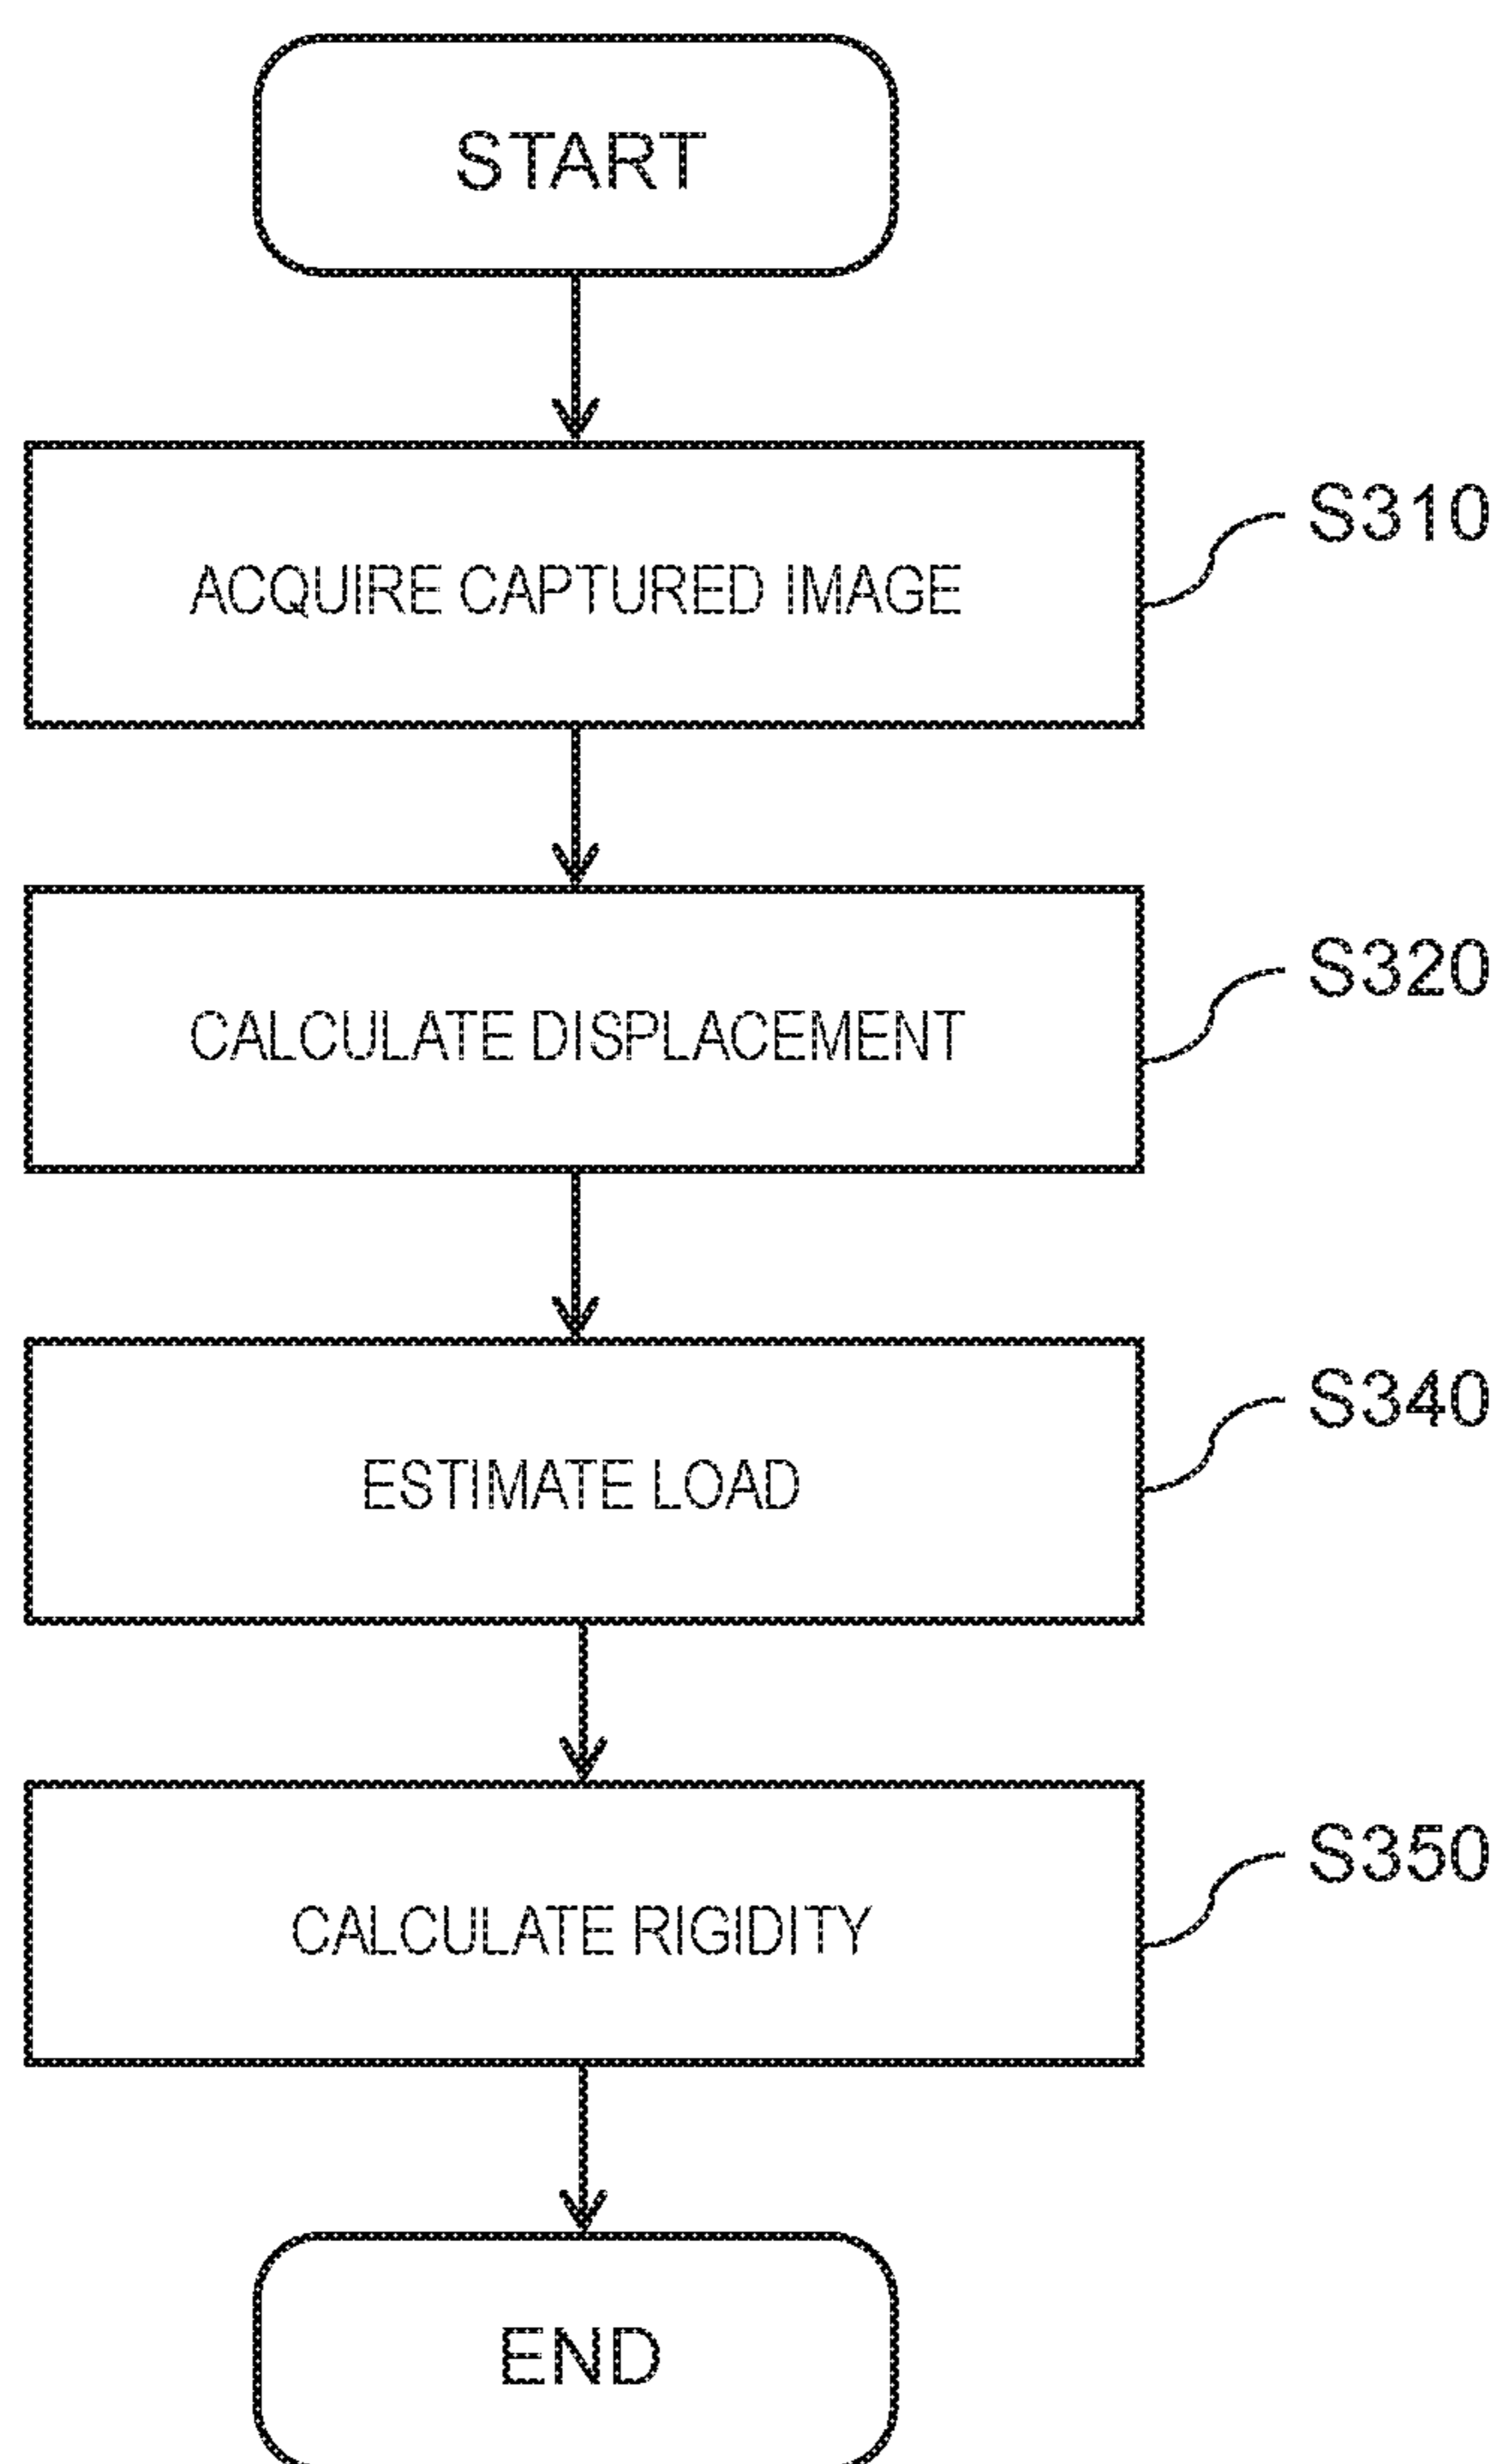 START
ACQUIRE CAPTURED IMAGE
S310
CALCULATE DISPLACEMENT
S320
ESTIMATE LOAD
S340
CALCULATE RIGIDITY
S350
END